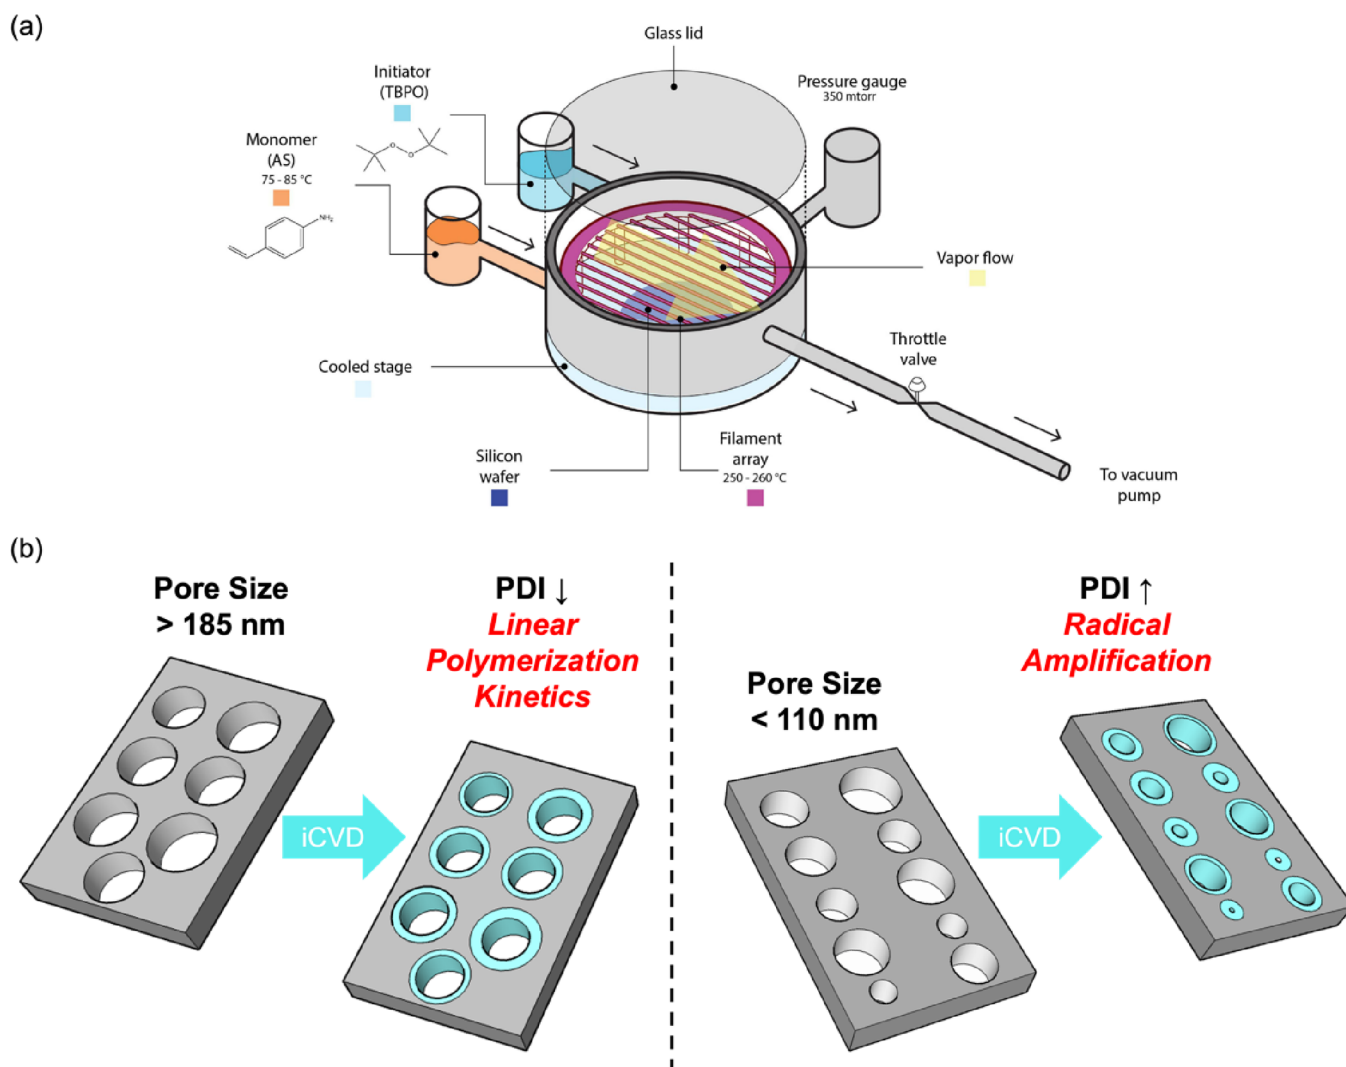 (a)
Glass lid
Initiator
(TBPO)
Pressure gauge
350 mtorr
Monomer
(AS)
75 - 85 °C
O
O
NH₂
Vapor flow
Throttle
valve
Cooled stage
Silicon
wafer
Filament
array
250 - 260 °C
To vacuum
pump
(b)
Pore Size
> 185 nm
PDI ↓
Linear
Polymerization
Kinetics
iCVD
Pore Size
< 110 nm
PDI ↑
Radical
Amplification
iCVD